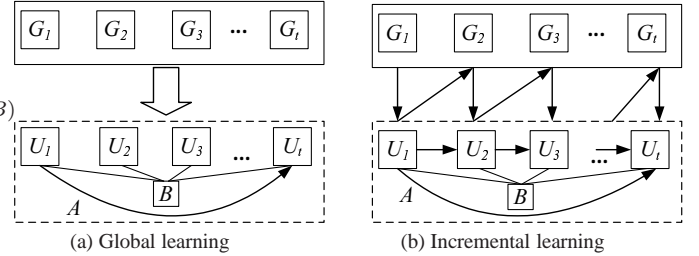 G1 G2 G3 ... Gt
G1 G2 G3 ... Gt
3)
U1 U2 U3 ... Ut
B
A
U1 U2 U3 ... Ut
B
A
(a) Global learning
(b) Incremental learning